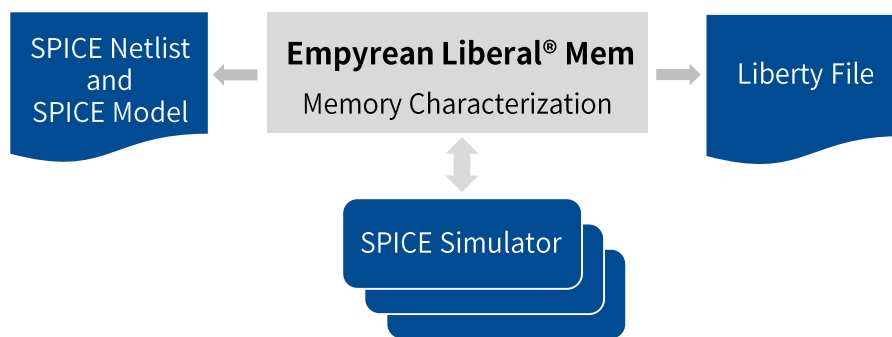 SPICE Netlist
and
SPICE Model
Empyrean Liberal® Mem
Memory Characterization
Liberty File
SPICE Simulator